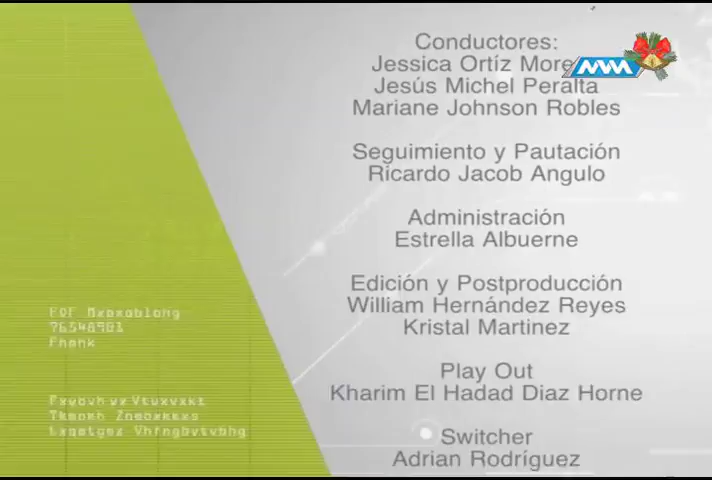 Conductores:
Jessica Ortíz
Jesús Michel Peralta
Mariane Johnson Robles
Seguimiento y Pautación
Ricardo Jacob Angulo
Administración
Estrella Albuerne
Edición y Postproducción
William Hernández Reyes
Kristal Martinez
Play Out
Kharim El Hadad Diaz Horne
Switcher
Adrian Rodríguez
76548901